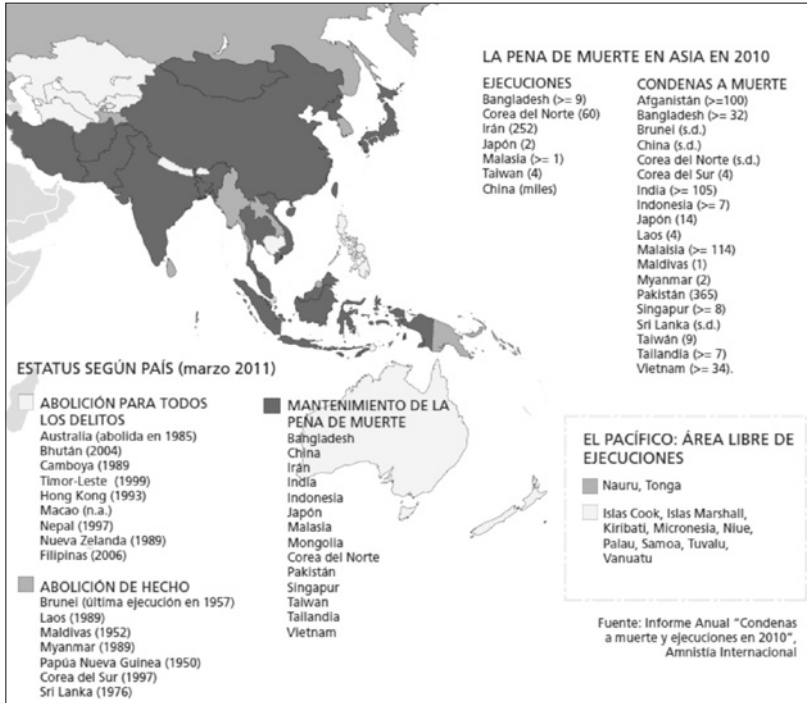 LA PENA DE MUERTE EN ASIA EN 2010
EJECUCIONES
Bangladesh (>= 9)
Corea del Norte (60)
Irán (252)
Japón (2)
Malasia (>= 1)
Taiwan (4)
China (miles)
CONDENAS A MUERTE
Afganistán (>=100)
Bangladesh (>= 32)
Brunei (s.d.)
China (s.d.)
Corea del Norte (s.d.)
Corea del Sur (4)
India (>= 105)
Indonesia (>= 7)
Japón (14)
Laos (4)
Malaisia (>= 114)
Maldivas (1)
Myanmar (2)
Pakistán (365)
Singapur (>= 8)
Sri Lanka (s.d.)
Taiwán (9)
Tailandia (>= 7)
Vietnam (>= 34).
ESTATUS SEGÚN PAÍS (marzo 2011)
ABOLICIÓN PARA TODOS
LOS DELITOS
Australia (abolida en 1985)
Bhután (2004)
Camboya (1989
Timor-Leste (1999)
Hong Kong (1993)
Macao (n.a.)
Nepal (1997)
Nueva Zelanda (1989)
Filipinas (2006)
ABOLICIÓN DE HECHO
Brunei (última ejecución en 1957)
Laos (1989)
Maldivas (1952)
Myanmar (1989)
Papúa Nueva Guinea (1950)
Corea del Sur (1997)
Sri Lanka (1976)
MANTENIMIENTO DE LA
PEÑA DE MUERTE
Bangladesh
China
Irán
India
Indonesia
Japón
Malasia
Mongolia
Corea del Norte
Pakistán
Singapur
Taiwan
Tailandia
Vietnam
EL PACÍFICO: ÁREA LIBRE DE
EJECUCIONES
Nauru, Tonga
Islas Cook, Islas Marshall,
Kiribati, Micronesia, Niue,
Palau, Samoa, Tuvalu,
Vanuatu
Fuente: Informe Anual "Condenas
a muerte y ejecuciones en 2010",
Amnistía Internacional